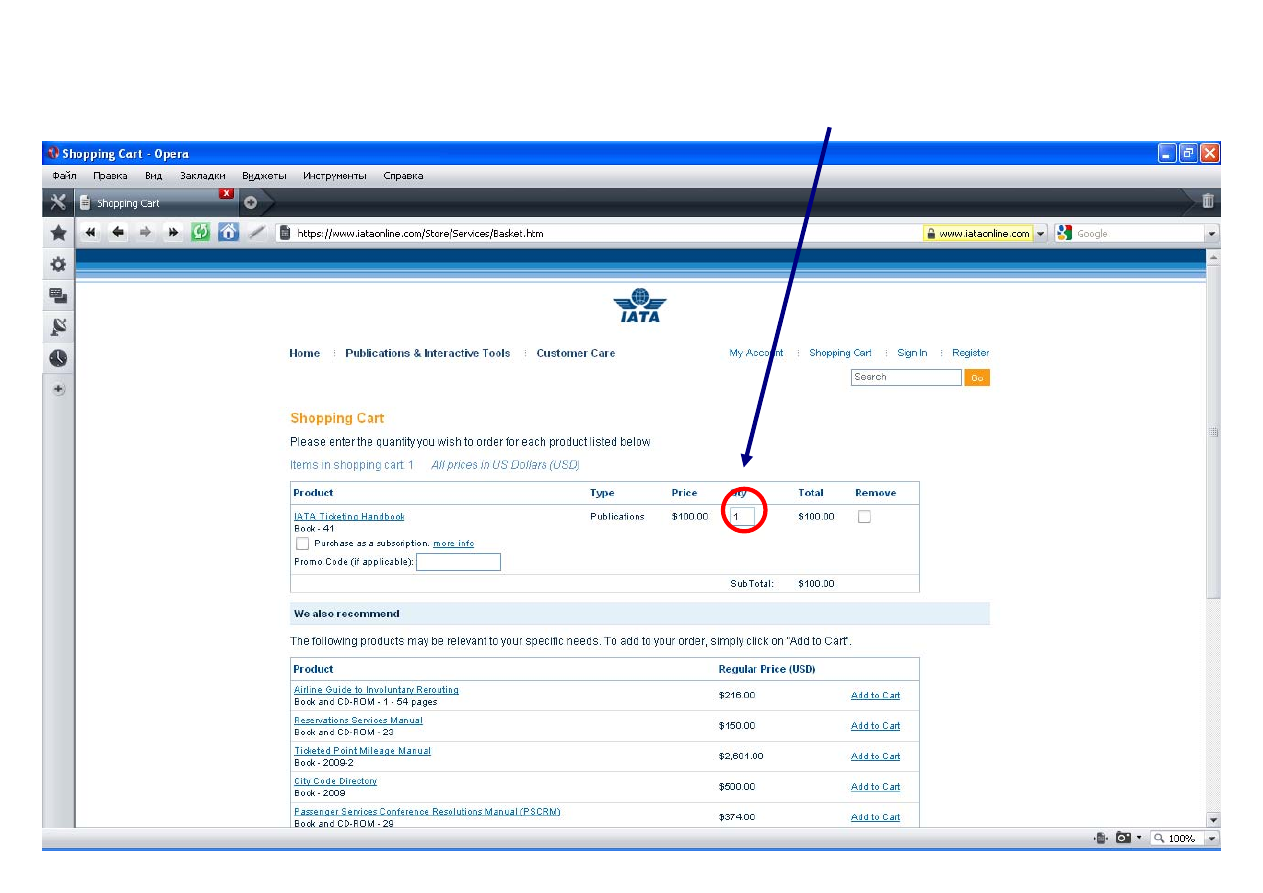 Shopping Cart - Opera
Файл Правка Вид Закладки Виджеты Инструменты Справка
Shopping Cart
https://www.iataonline.com/Store/Services/Basket.htm www.iataonline.com Google
IATA
Home Publications & Interactive Tools Customer Care My Account Shopping Cart Sign In Register
Search Go
Shopping Cart
Please enter the quantity you wish to order for each product listed below
Items in shopping cart: 1 All prices in US Dollars (USD)
Product Type Price Qty Total Remove
IATA Ticketing Handbook Publications $100.00 1 $100.00
Book - 41
Purchase as a subscription. more info
Promo Code (if applicable):
SubTotal: $100.00
We also recommend
The following products may be relevant to your specific needs. To add to your order, simply click on "Add to Cart".
Product Regular Price (USD)
Airline Guide to Involuntary Rerouting $216.00 Add to Cart
Book and CD-ROM - 1 - 54 pages
Reservations Services Manual $150.00 Add to Cart
Book and CD-ROM - 23
Ticketed Point Mileage Manual $2,601.00 Add to Cart
Book - 2009-2
City Code Directory $500.00 Add to Cart
Book - 2009
Passenger Services Conference Resolutions Manual (PSCRM) $374.00 Add to Cart
Book and CD-ROM - 29
100%